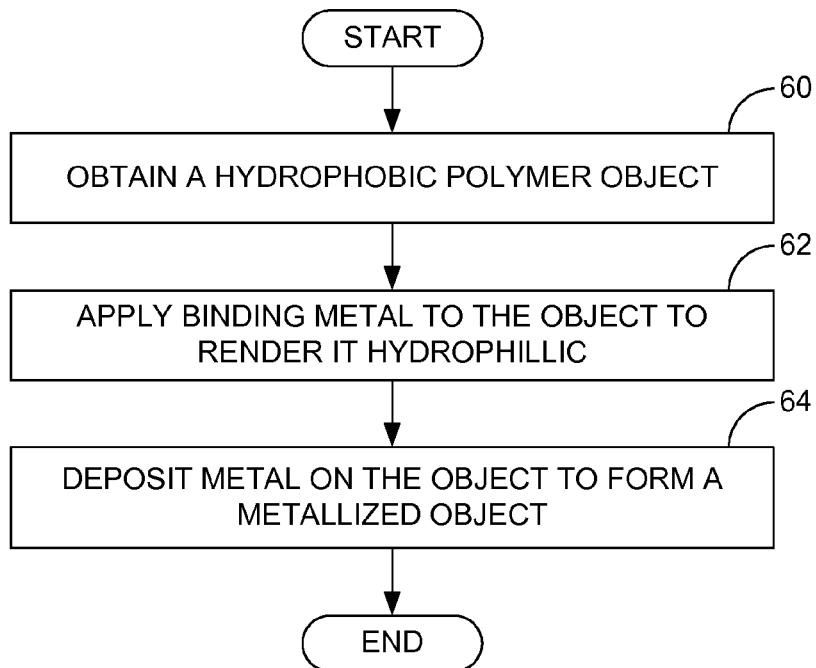 START
60
OBTAIN A HYDROPHOBIC POLYMER OBJECT
62
APPLY BINDING METAL TO THE OBJECT TO
RENDER IT HYDROPHILLIC
64
DEPOSIT METAL ON THE OBJECT TO FORM A
METALLIZED OBJECT
END